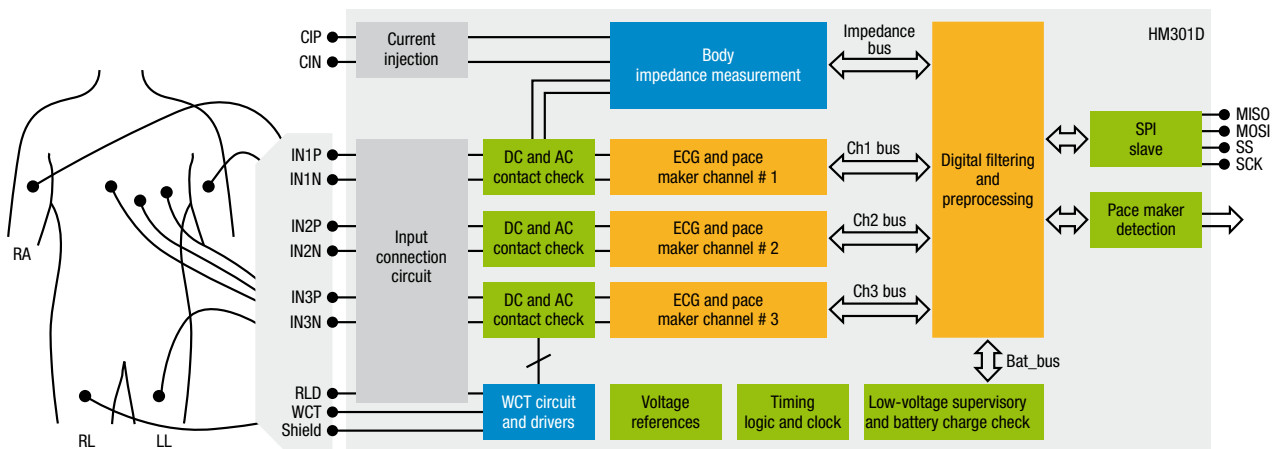 HM301D
CIP
CIN
Current
injection
Body
impedance measurement
Impedance
bus
IN1P
IN1N
DC and AC
contact check
ECG and pace
maker channel # 1
Ch1 bus
Digital filtering
and
preprocessing
SPI
slave
MISO
MOSI
SS
SCK
RA
IN2P
IN2N
Input
connection
circuit
DC and AC
contact check
ECG and pace
maker channel # 2
Ch2 bus
Pace maker
detection
IN3P
IN3N
DC and AC
contact check
ECG and pace
maker channel # 3
Ch3 bus
Bat_bus
RLD
WCT
Shield
WCT circuit
and drivers
Voltage
references
Timing
logic and clock
Low-voltage supervisory
and battery charge check
RL
LL